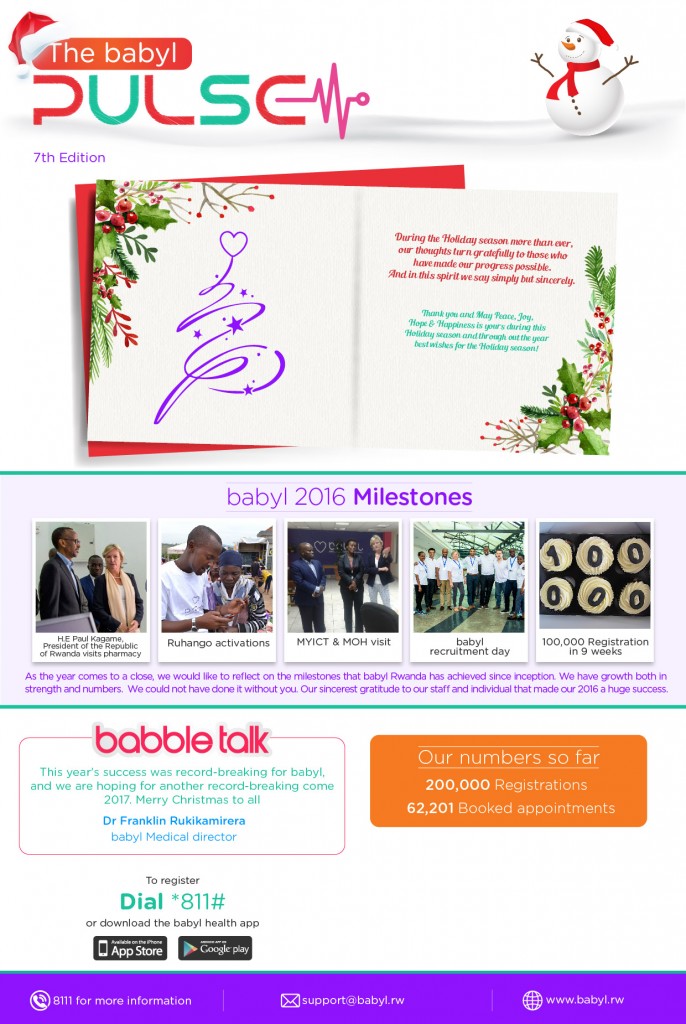 The babyl
PULSE
7th Edition
During the Holiday season more than ever,
our thoughts turn gratefully to those who
have made our progress possible.
And in this spirit we say simply but sincerely.
Thank you and May Peace, Joy,
Hope & Happiness is yours during this
Holiday season and through out the year
best wishes for the Holiday season!
babyl 2016 Milestones
babyl
100
000
H.E Paul Kagame,
President of the Republic
of Rwanda visits pharmacy
Ruhango activations
MYICT & MOH visit
babyl
recruitment day
100,000 Registration
in 9 weeks
As the year comes to a close, we would like to reflect on the milestones that babyl Rwanda has achieved since inception. We have growth both in
strength and numbers. We could not have done it without you. Our sincerest gratitude to our staff and individual that made our 2016 a huge success.
babble talk
This year's success was record-breaking for babyl,
and we are hoping for another record-breaking come
2017. Merry Christmas to all
Dr Franklin Rukikamirera
babyl Medical director
Our numbers so far
200,000 Registrations
62,201 Booked appointments
To register
Dial *811#
or download the babyl health app
Available on the iPhone
App Store
ANDROID APP ON
Google play
8111 for more information
support@babyl.rw
www.babyl.rw